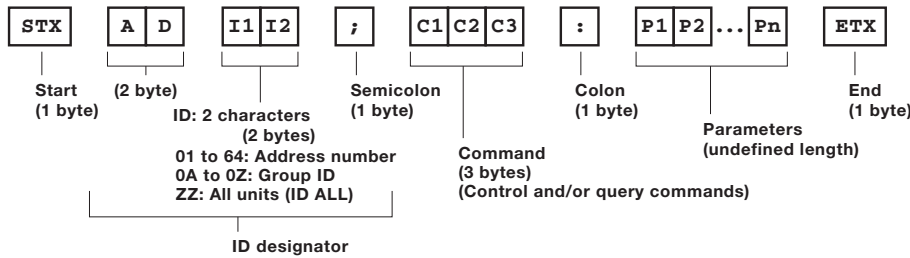 STX A D I1 I2 ; C1 C2 C3 : P1 P2 ... Pn ETX
Start
(1 byte)
(2 byte)
ID: 2 characters
(2 bytes)
01 to 64: Address number
0A to 0Z: Group ID
ZZ: All units (ID ALL)
ID designator
Semicolon
(1 byte)
Command
(3 bytes)
(Control and/or query commands)
Colon
(1 byte)
Parameters
(undefined length)
End
(1 byte)